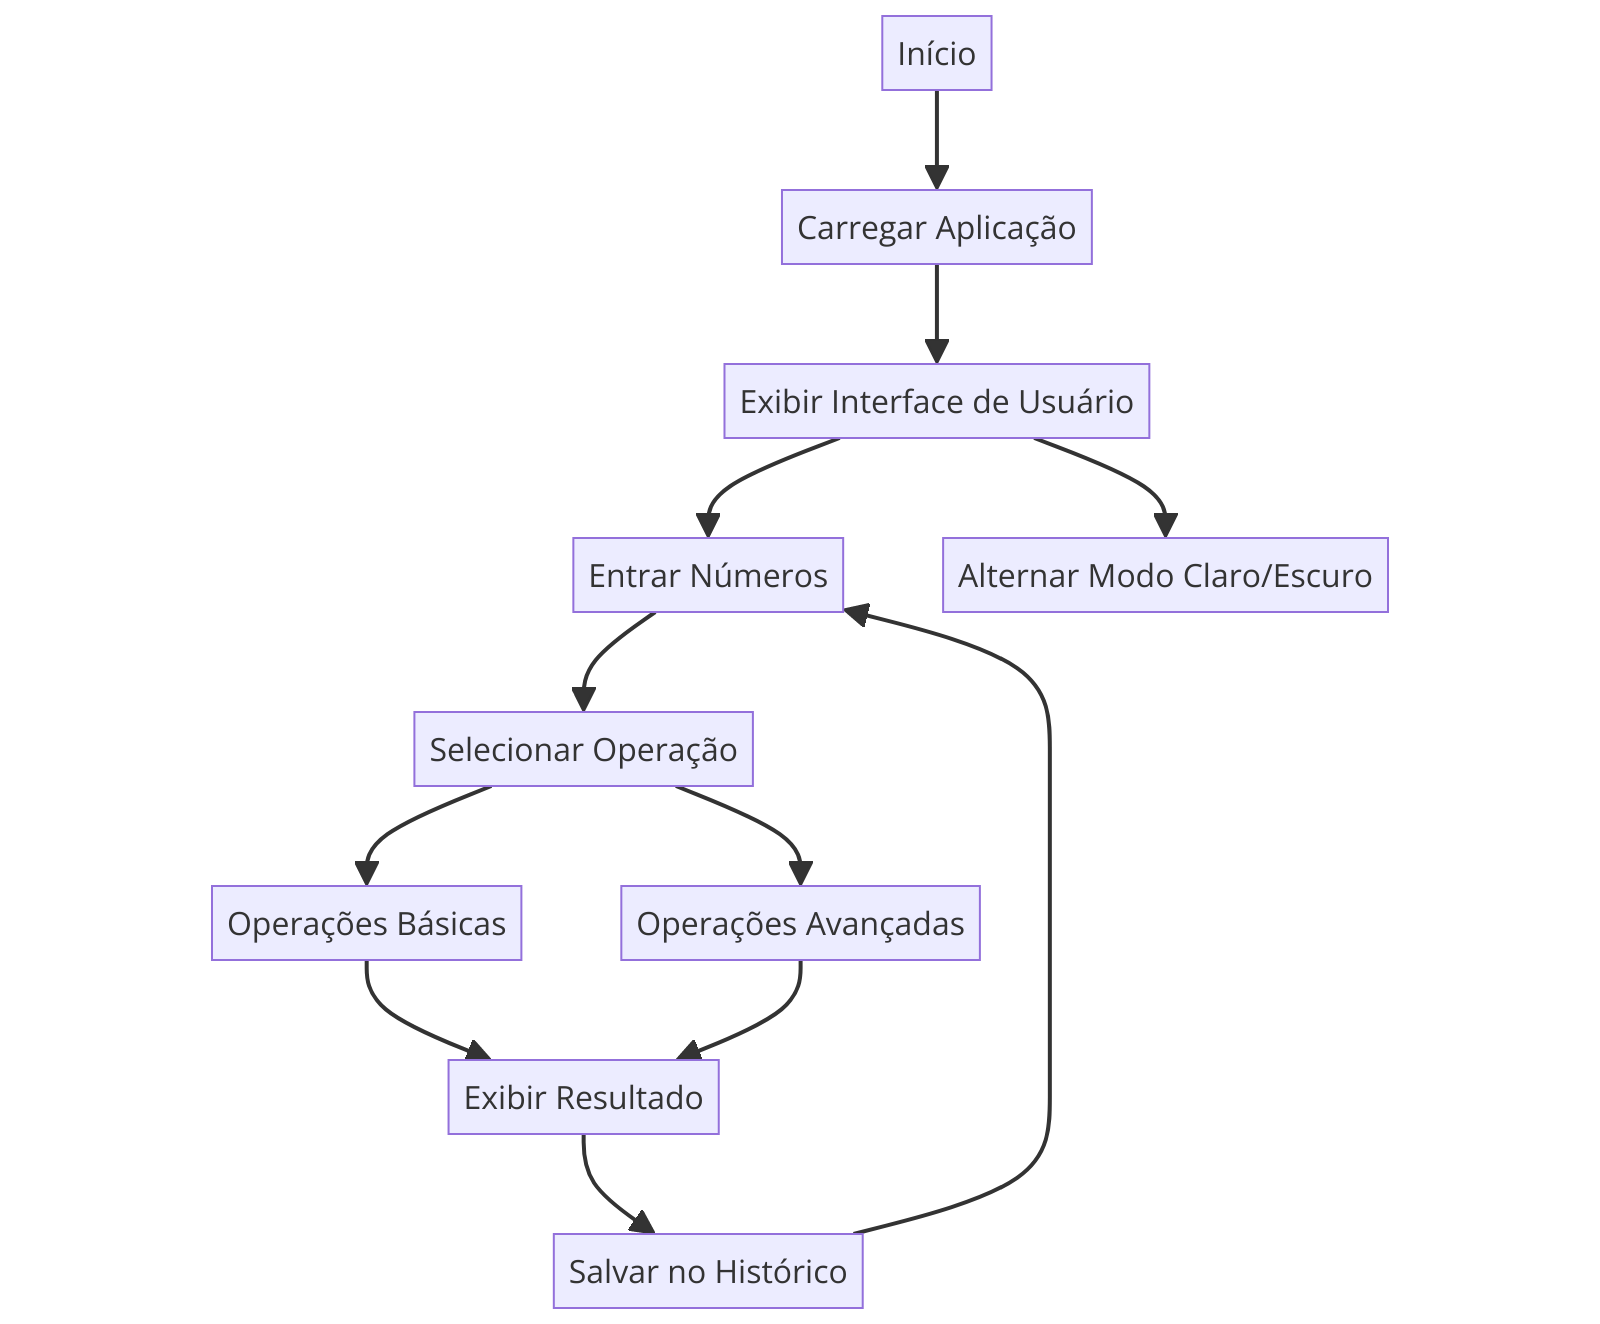 Início
Carregar Aplicação
Exibir Interface de Usuário
Entrar Números
Alternar Modo Claro/Escuro
Selecionar Operação
Operações Básicas
Operações Avançadas
Exibir Resultado
Salvar no Histórico